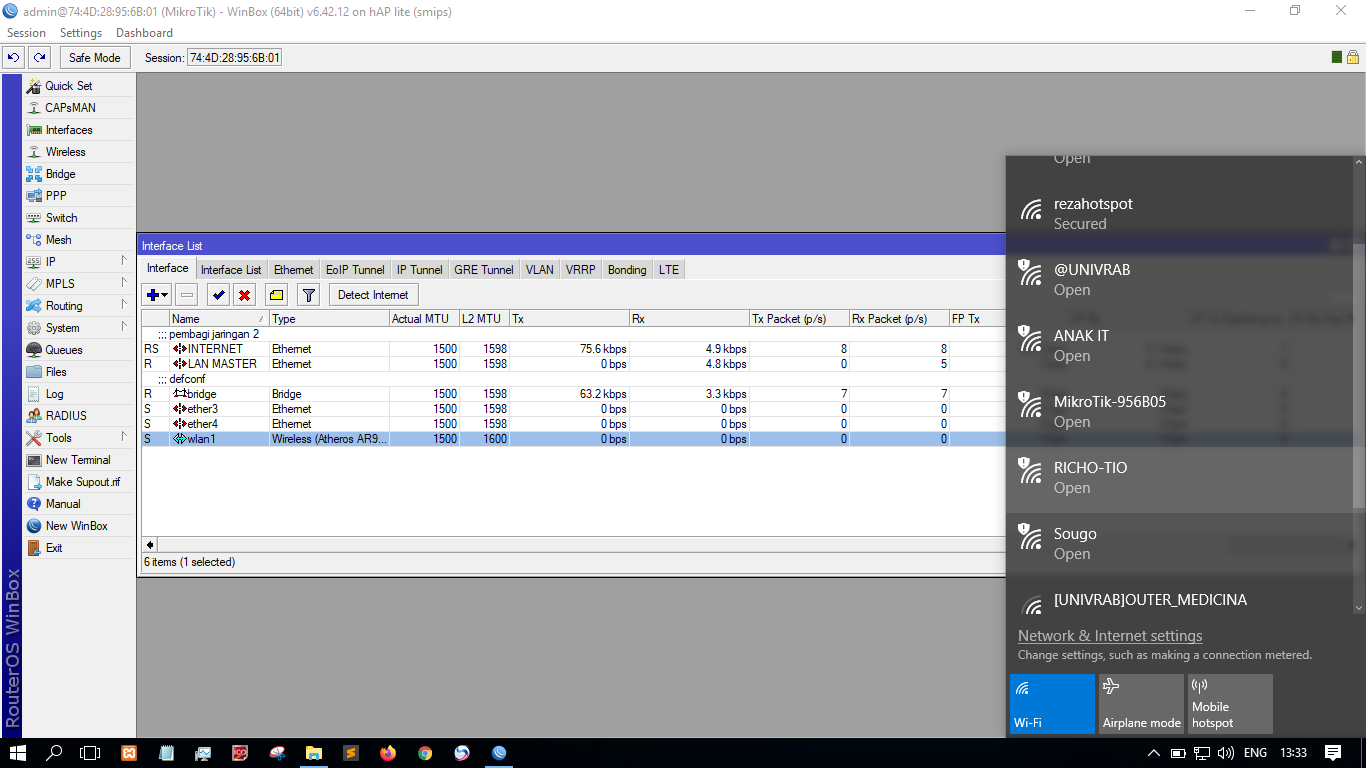 admin@74:4D:28:95:6B:01 (MikroTik) - WinBox (64bit) v6.42.12 on hAP lite (smips)
Session Settings Dashboard
Safe Mode Session: 74:4D:28:95:6B:01
Quick Set
CAPsMAN
Interfaces
Wireless
Bridge
PPP
Switch
Mesh
IP
MPLS
Routing
System
Queues
Files
Log
RADIUS
Tools
New Terminal
Make Supout.rif
Manual
New WinBox
Exit
RouterOS WinBox
Interface List
Interface Interface List Ethernet EoIP Tunnel IP Tunnel GRE Tunnel VLAN VRRP Bonding LTE
Detect Internet
Name Type Actual MTU L2 MTU Tx Rx Tx Packet (p/s) Rx Packet (p/s) FP Tx
;;; pembagi jaringan 2
RS INTERNET Ethernet 1500 1598 75.6 kbps 4.9 kbps 8 8
R LAN MASTER Ethernet 1500 1598 0 bps 4.8 kbps 0 5
;;; defconf
R bridge Bridge 1500 1598 63.2 kbps 3.3 kbps 7 7
S ether3 Ethernet 1500 1598 0 bps 0 bps 0 0
S ether4 Ethernet 1500 1598 0 bps 0 bps 0 0
S wlan1 Wireless (Atheros AR9... 1500 1600 0 bps 0 bps 0 0
6 items (1 selected)
Open
rezahotspot
Secured
@UNIVRAB
Open
ANAK IT
Open
MikroTik-956B05
Open
RICHO-TIO
Open
Sougo
Open
[UNIVRAB]OUTER_MEDICINA
Network & Internet settings
Change settings, such as making a connection metered.
Wi-Fi
Airplane mode
Mobile
hotspot
ENG 13:33